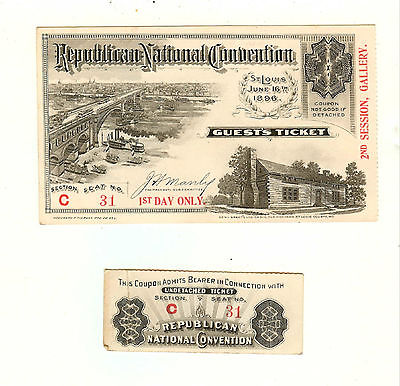 Republican National Convention
St. Louis
June 16th
1896.
COUPON
NOT GOOD IF
DETACHED
GUEST'S TICKET
2ND SESSION, GALLERY.
SECTION. SEAT NO.
C 31
1ST DAY ONLY.
THIS COUPON ADMITS BEARER IN CONNECTION WITH
UNDETACHED TICKET
SECTION. SEAT NO.
C 31
REPUBLICAN
NATIONAL CONVENTION